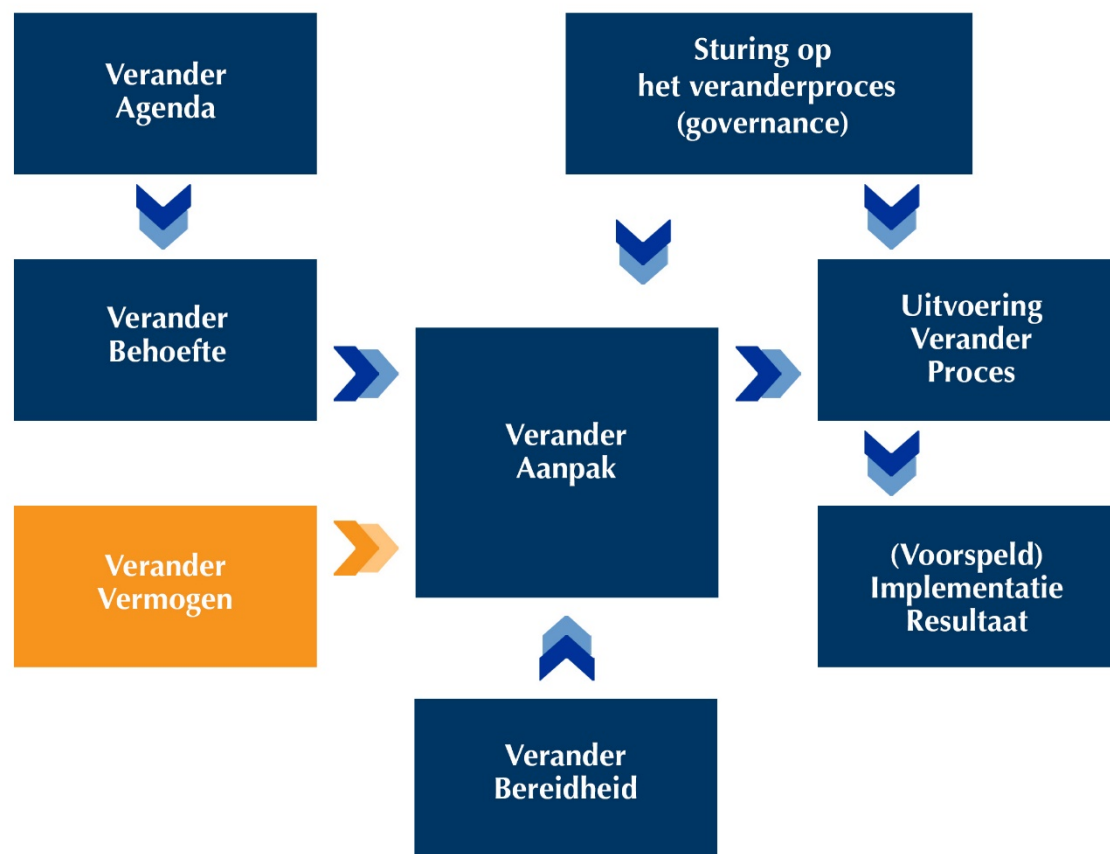 Verander
Agenda
Sturing op
het veranderproces
(governance)
Verander
Behoefte
Verander
Aanpak
Uitvoering
Verander
Proces
Verander
Vermogen
(Voorspeld)
Implementatie
Resultaat
Verander
Bereidheid